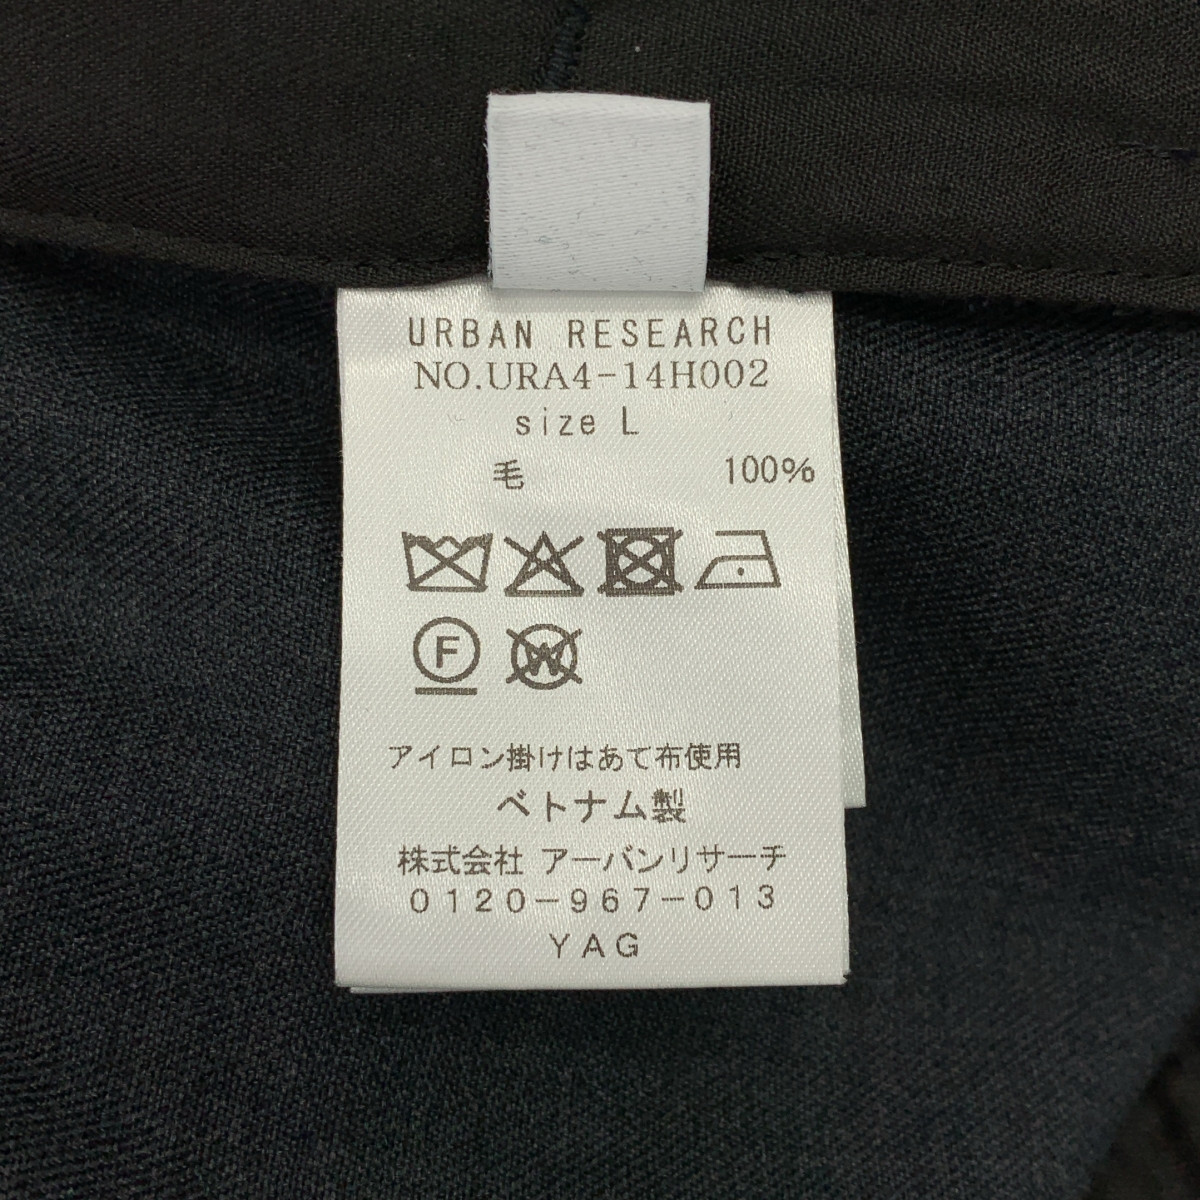 URBAN RESEARCH
NO.URA4-14H002
size L
毛 100%
F W
アイロン掛けはあて布使用
ベトナム製
株式会社 アーバンリサーチ
0120-967-013
YAG